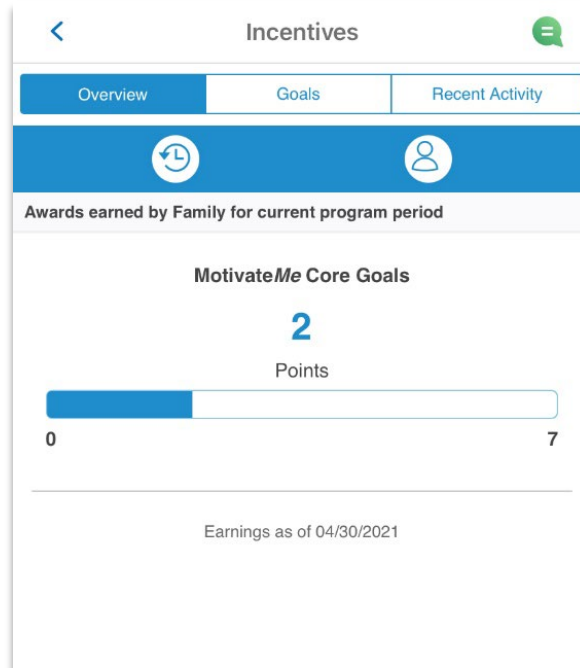 Incentives
Overview Goals Recent Activity
Awards earned by Family for current program period
MotivateMe Core Goals
2
Points
0 7
Earnings as of 04/30/2021